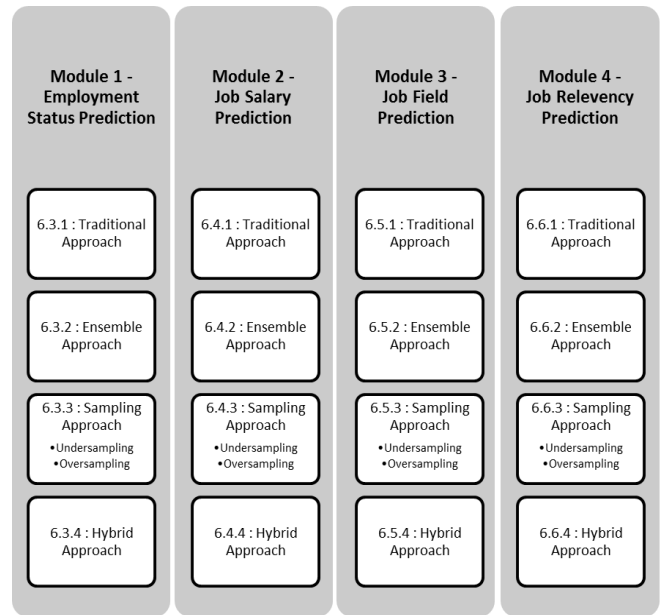 Module 1 -
Employment
Status Prediction
6.3.1 : Traditional
Approach
6.3.2 : Ensemble
Approach
6.3.3 : Sampling
Approach
•Undersampling
•Oversampling
6.3.4 : Hybrid
Approach
Module 2 -
Job Salary
Prediction
6.4.1 : Traditional
Approach
6.4.2 : Ensemble
Approach
6.4.3 : Sampling
Approach
•Undersampling
•Oversampling
6.4.4 : Hybrid
Approach
Module 3 -
Job Field
Prediction
6.5.1 : Traditional
Approach
6.5.2 : Ensemble
Approach
6.5.3 : Sampling
Approach
•Undersampling
•Oversampling
6.5.4 : Hybrid
Approach
Module 4 -
Job Relevency
Prediction
6.6.1 : Traditional
Approach
6.6.2 : Ensemble
Approach
6.6.3 : Sampling
Approach
•Undersampling
•Oversampling
6.6.4 : Hybrid
Approach